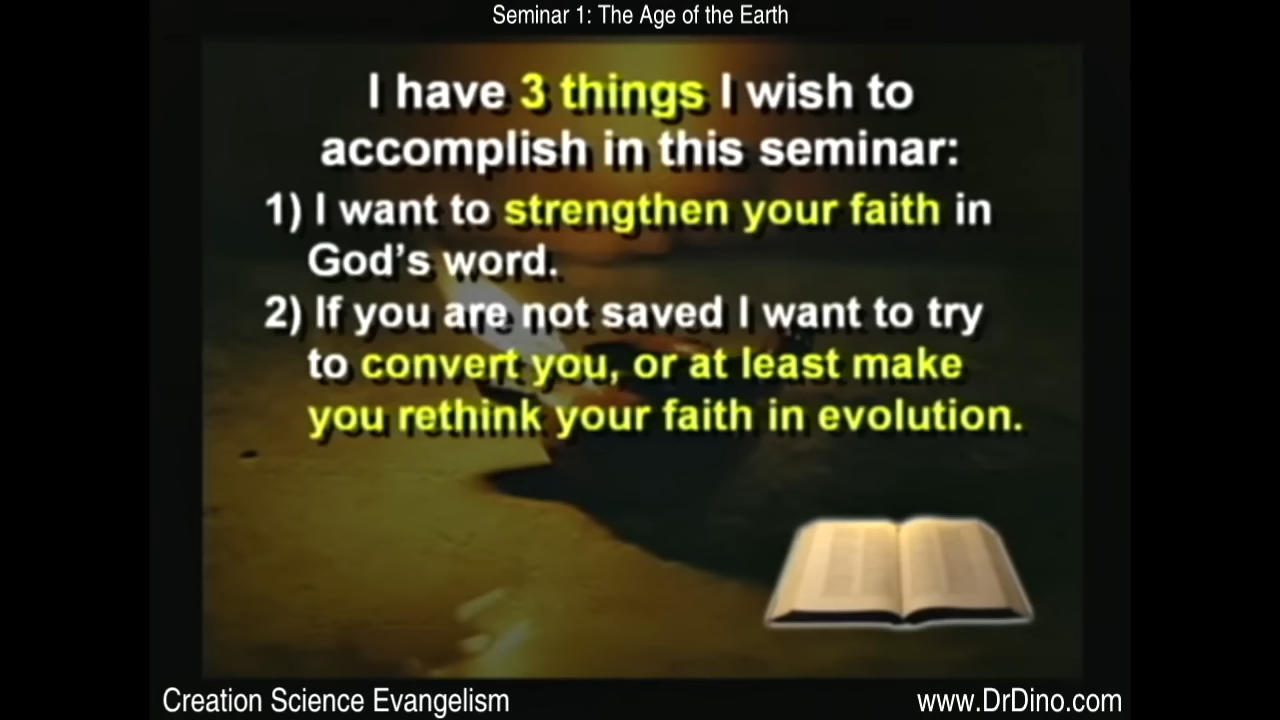 Seminar 1: The Age of the Earth
I have 3 things I wish to
accomplish in this seminar:
1) I want to strengthen your faith in
God's word.
2) If you are not saved I want to try
to convert you, or at least make
you rethink your faith in evolution.
Creation Science Evangelism
www.DrDino.com